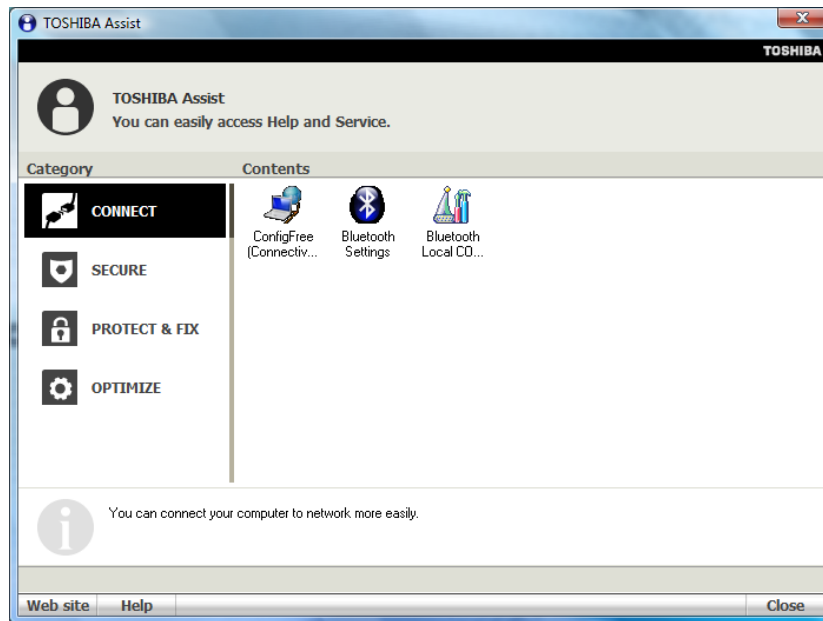 TOSHIBA Assist
TOSHIBA
TOSHIBA Assist
You can easily access Help and Service.
Category
Contents
CONNECT
SECURE
PROTECT & FIX
OPTIMIZE
ConfigFree
(Connectiv...
Bluetooth
Settings
Bluetooth
Local CO...
You can connect your computer to network more easily.
Web site
Help
Close